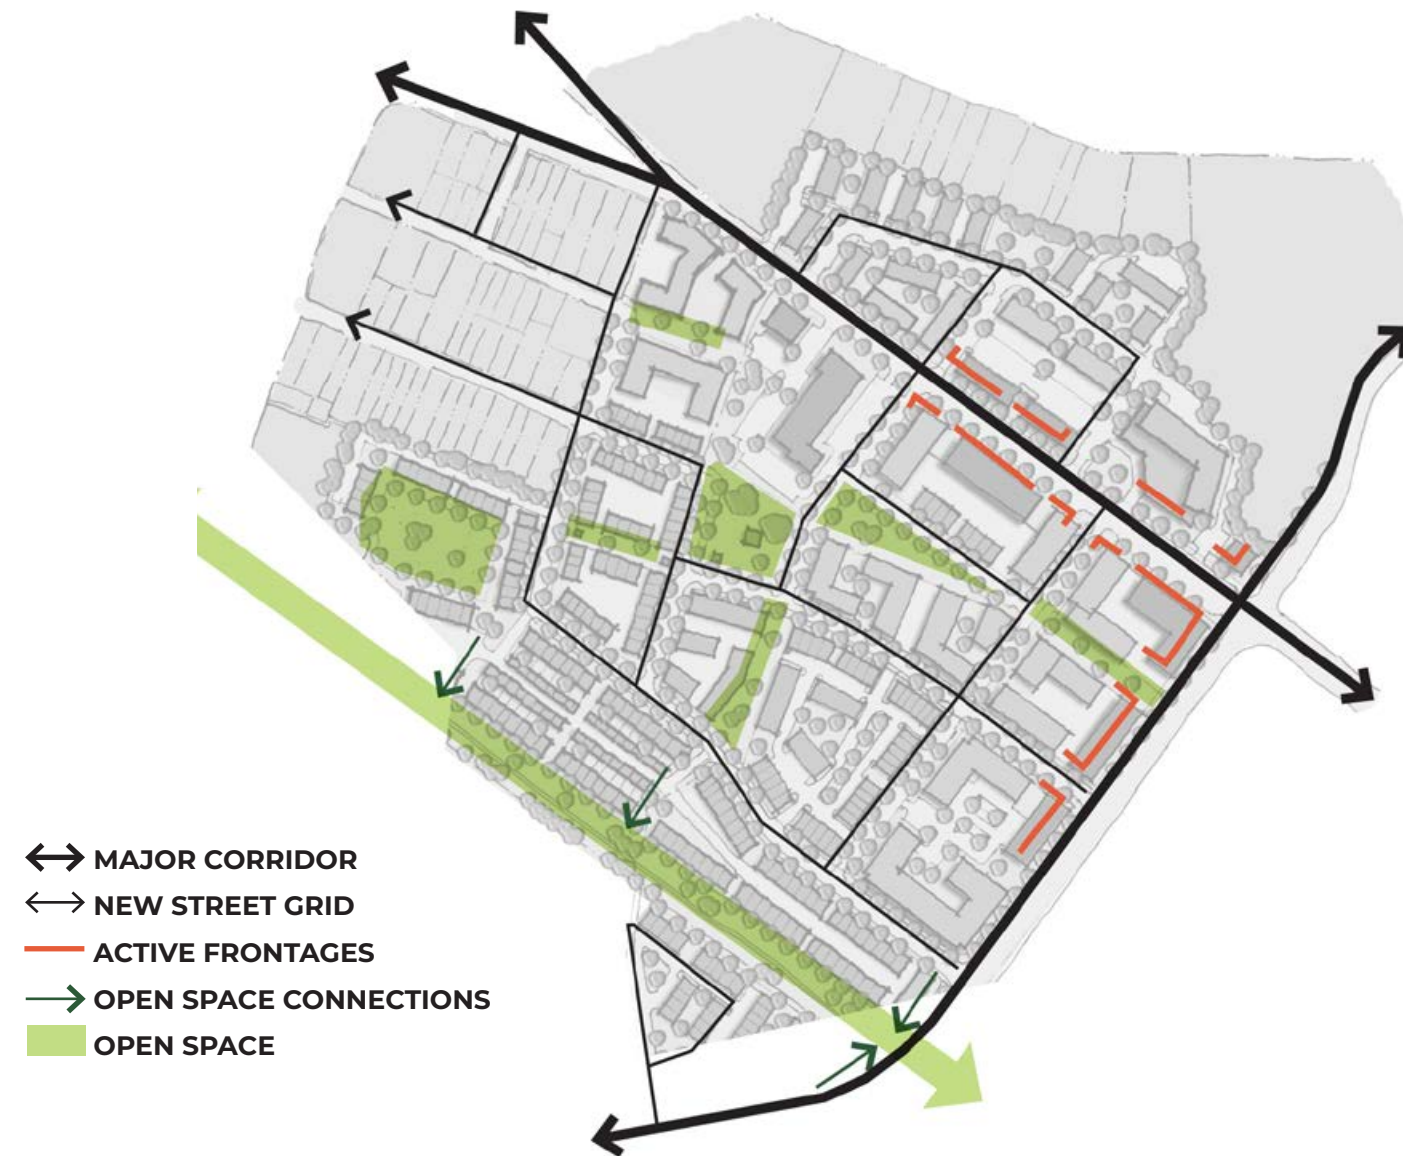 MAJOR CORRIDOR
NEW STREET GRID
ACTIVE FRONTAGES
OPEN SPACE CONNECTIONS
OPEN SPACE